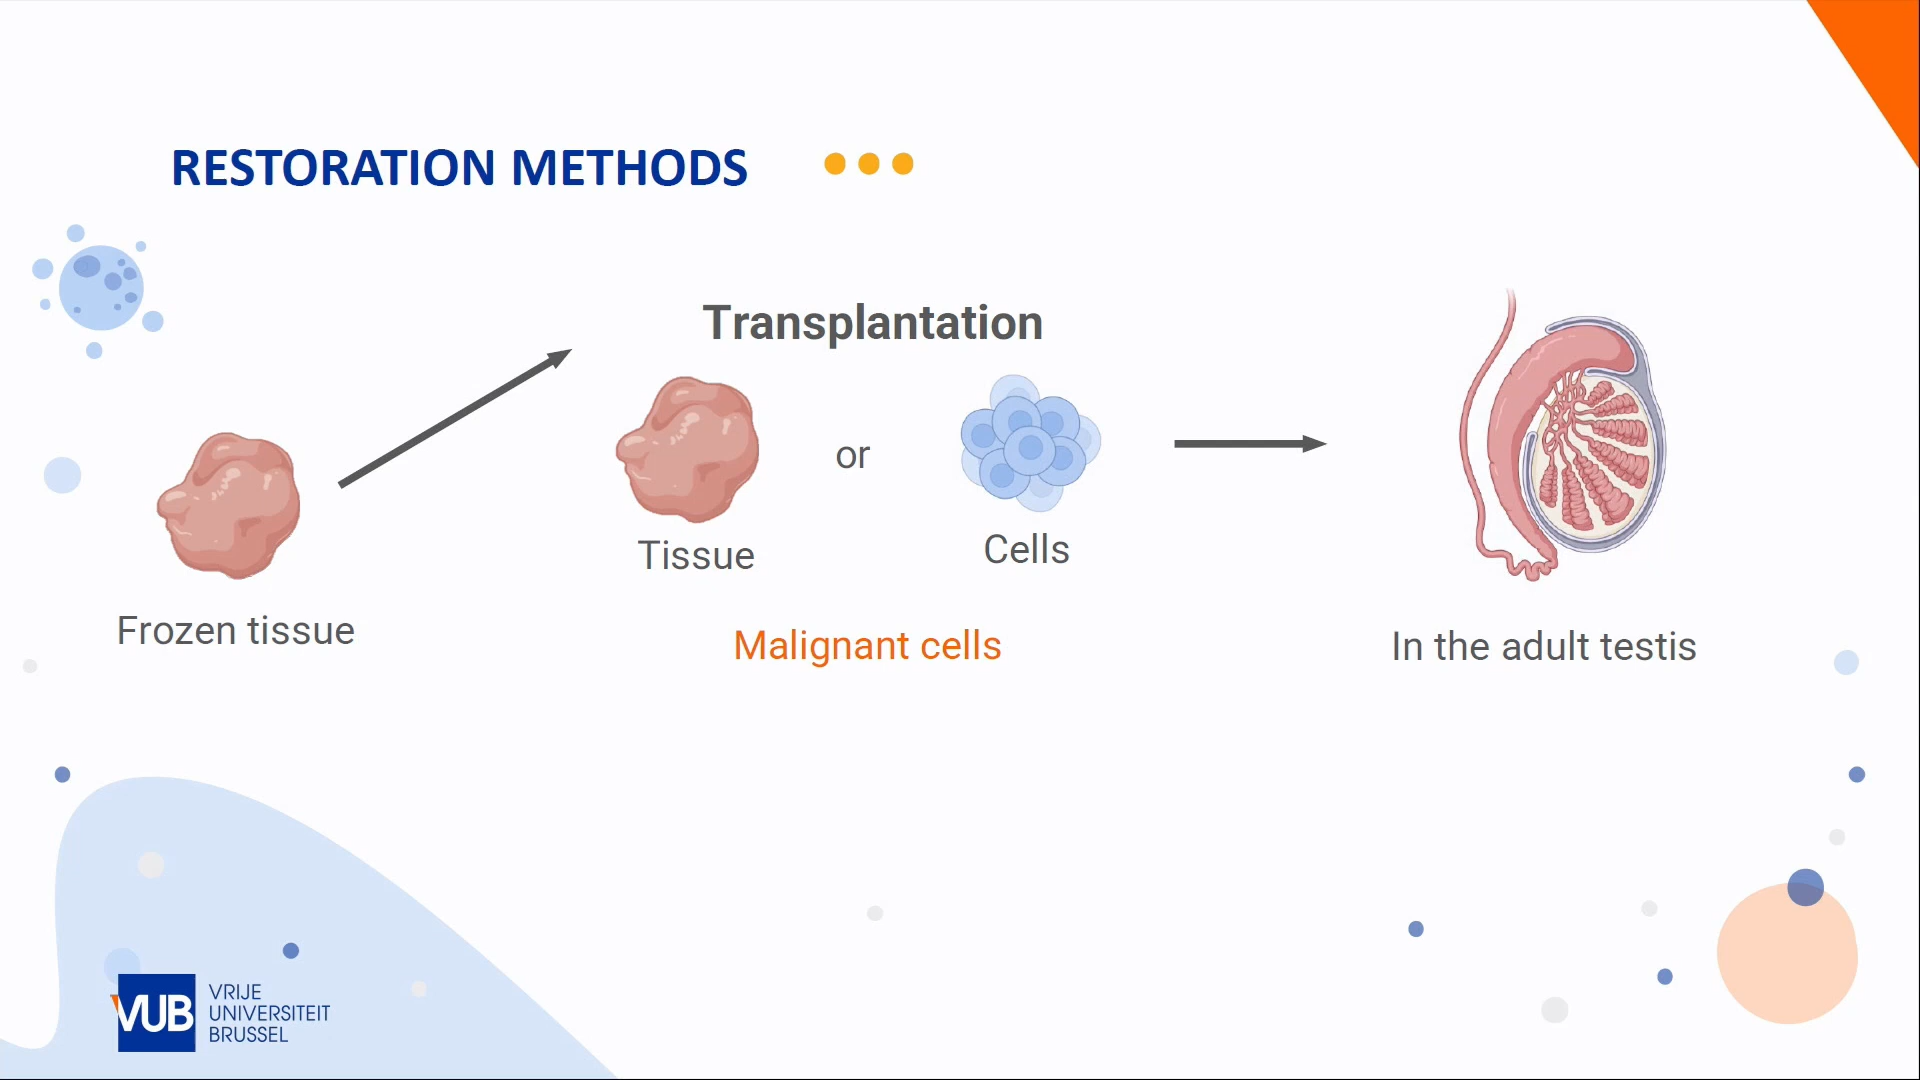 RESTORATION METHODS
Transplantation
or
Tissue
Cells
Frozen tissue
Malignant cells
In the adult testis
VUB
VRIJE
UNIVERSITEIT
BRUSSEL